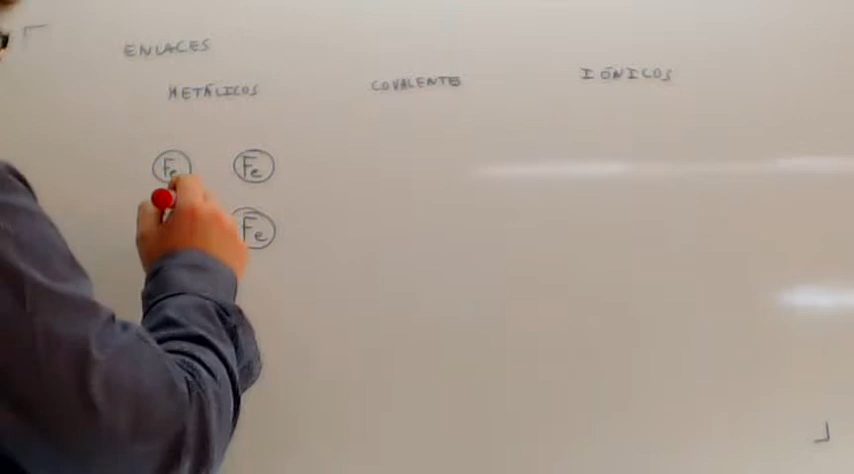 ENLACES
METÁLICOS COVALENTE IÓNICOS
Fe Fe
Fe